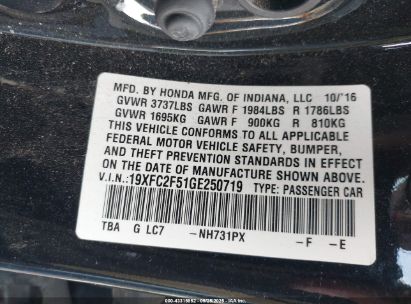 MFD. BY HONDA MFG. OF INDIANA, LLC 10/16
GVWR 3737LBS GAWR F 1984LBS R 1786LBS
GVWR 1695KG GAWR F 900KG R 810KG
THIS VEHICLE CONFORMS TO ALL APPLICABLE
FEDERAL MOTOR VEHICLE SAFETY, BUMPER,
AND THEFT PREVENTION STANDARDS IN EFFECT
ON THE DATE OF MANUFACTURE SHOWN ABOVE.
V.I.N.:19XFC2F51GE250719 TYPE: PASSENGER CAR
TBA G LC7 -NH731PX -F -E